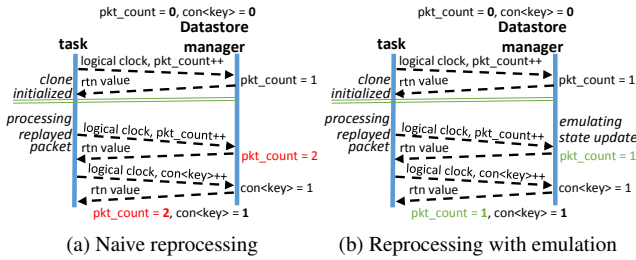 pkt_count = 0, con<key> = 0
task
Datastore
manager
logical clock, pkt_count++
clone
initialized
rtn value
pkt_count = 1
processing
replayed
packet
logical clock, pkt_count++
rtn value
pkt_count = 2
logical clock, con<key>++
rtn value
con<key> = 1
pkt_count = 2, con<key> = 1
(a) Naive reprocessing
pkt_count = 0, con<key> = 0
task
Datastore
manager
logical clock, pkt_count++
clone
initialized
rtn value
pkt_count = 1
processing
replayed
packet
logical clock, pkt_count++
emulating
state update
rtn value
pkt_count = 1
logical clock, con<key>++
rtn value
con<key> = 1
pkt_count = 1, con<key> = 1
(b) Reprocessing with emulation